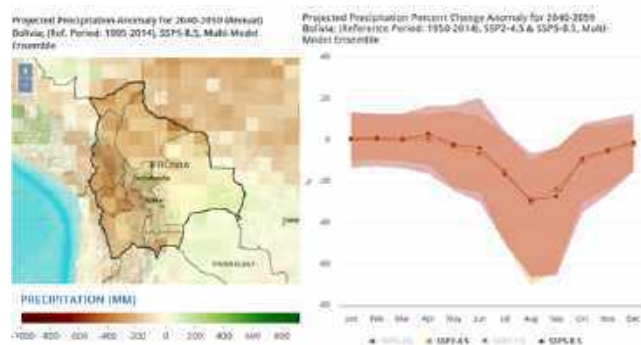 Projected Precipitation Anomaly for 2040-2059 (Annual)
Bolivia; (Ref. Period: 1995-2014), SSP5-8.5, Multi-Model
Ensemble
BOLIVIA
PARAGUAY
PRECIPITATION (MM)
-1000 -800 -600 -400 -200 0 200 400 600 800
Projected Precipitation Percent Change Anomaly for 2040-2059
Bolivia; (Reference Period: 1950-2014), SSP2-4.5 & SSP5-8.5, Multi-
Model Ensemble
40
20
0
-20
-40
-60
-80
Jan Feb Mar Apr May Jun Jul Aug Sep Oct Nov Dec
SSP2-4.5 SSP5-8.5